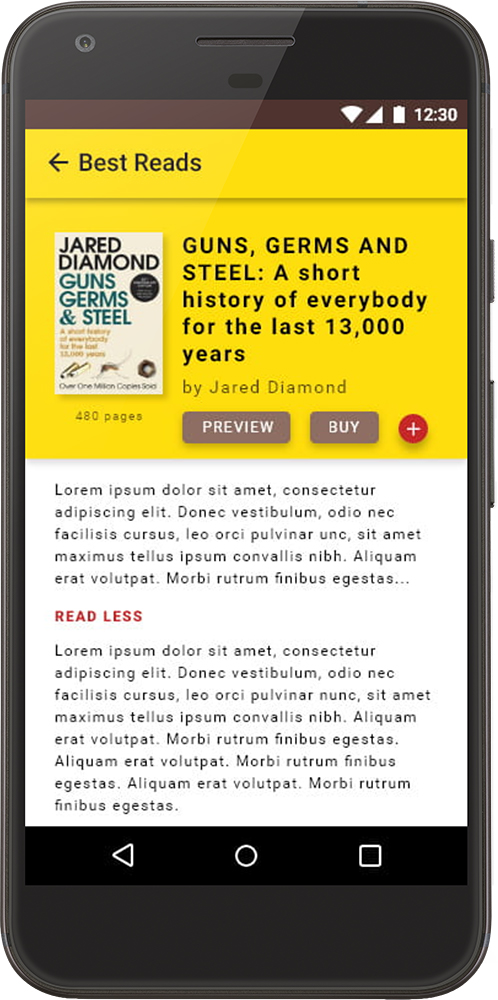 12:30
Best Reads
JARED
DIAMOND
GUNS
GERMS
& STEEL
A short history
of everybody
for the last
13,000 years
Over One Million Copies Sold
480 pages
GUNS, GERMS AND
STEEL: A short
history of everybody
for the last 13,000
years
by Jared Diamond
PREVIEW
BUY
Lorem ipsum dolor sit amet, consectetur
adipiscing elit. Donec vestibulum, odio nec
facilisis cursus, leo orci pulvinar unc, sit amet
maximus tellus ipsum convallis nibh. Aliquam
erat volutpat. Morbi rutrum finibus egestas...
READ LESS
Lorem ipsum dolor sit amet, consectetur
adipiscing elit. Donec vestibulum, odio nec
facilisis cursus, leo orci pulvinar nunc, sit amet
maximus tellus ipsum convallis nibh. Aliquam
erat volutpat. Morbi rutrum finibus egestas.
Aliquam erat volutpat. Morbi rutrum finibus
egestas. Aliquam erat volutpat. Morbi rutrum
finibus egestas.